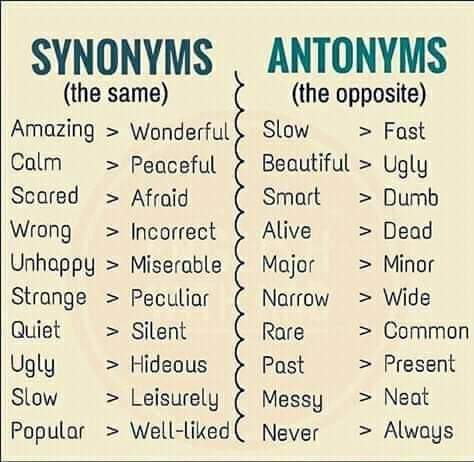 SYNONYMS
(the same)
Amazing > Wonderful
Calm > Peaceful
Scared > Afraid
Wrong > Incorrect
Unhappy > Miserable
Strange > Peculiar
Quiet > Silent
Ugly > Hideous
Slow > Leisurely
Popular > Well-liked
ANTONYMS
(the opposite)
Slow > Fast
Beautiful > Ugly
Smart > Dumb
Alive > Dead
Major > Minor
Narrow > Wide
Rare > Common
Past > Present
Messy > Neat
Never > Always